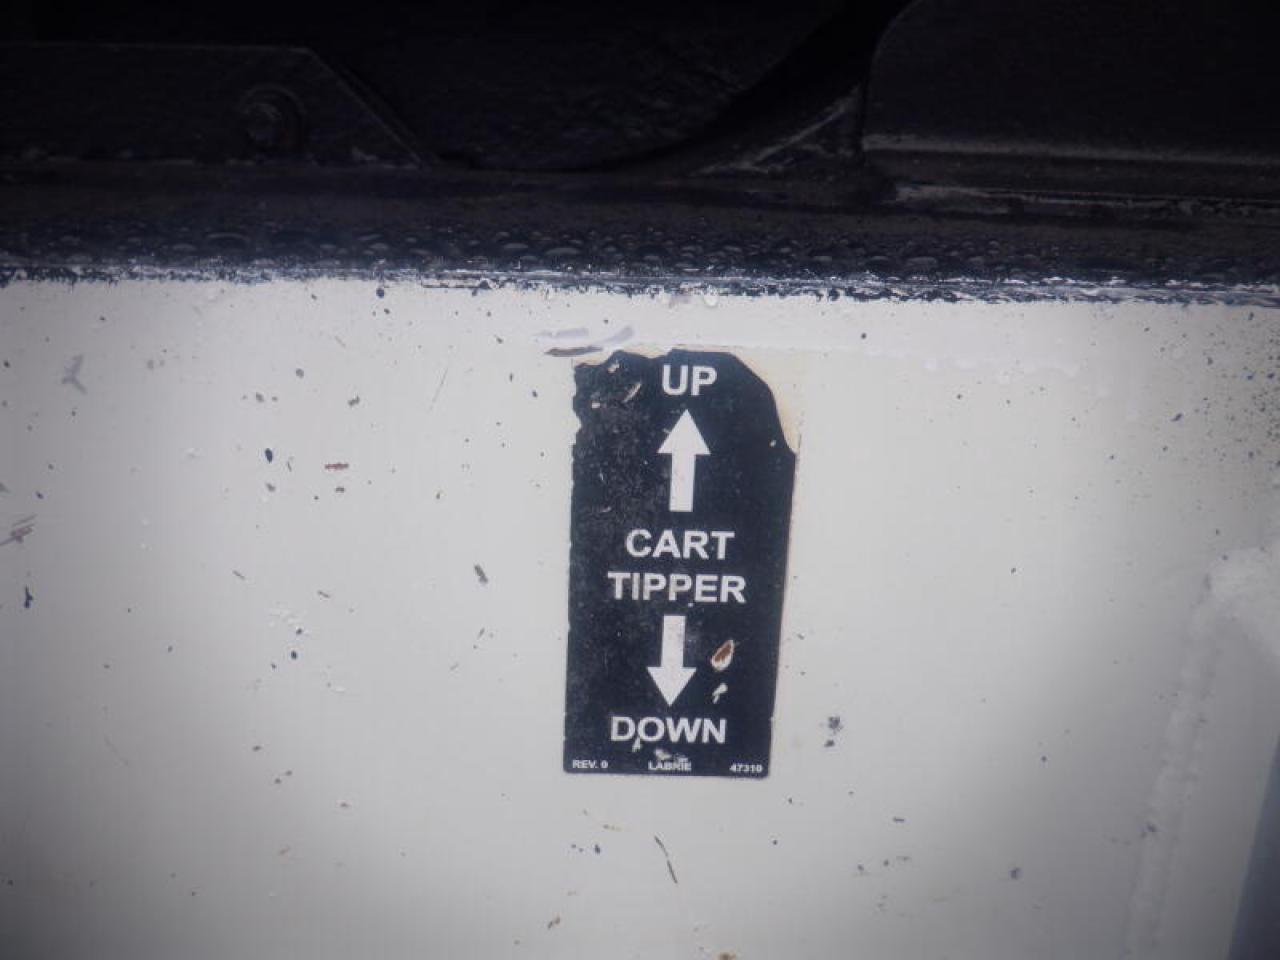 UP
CART
TIPPER
DOWN
REV. 0 LABRIE 47310